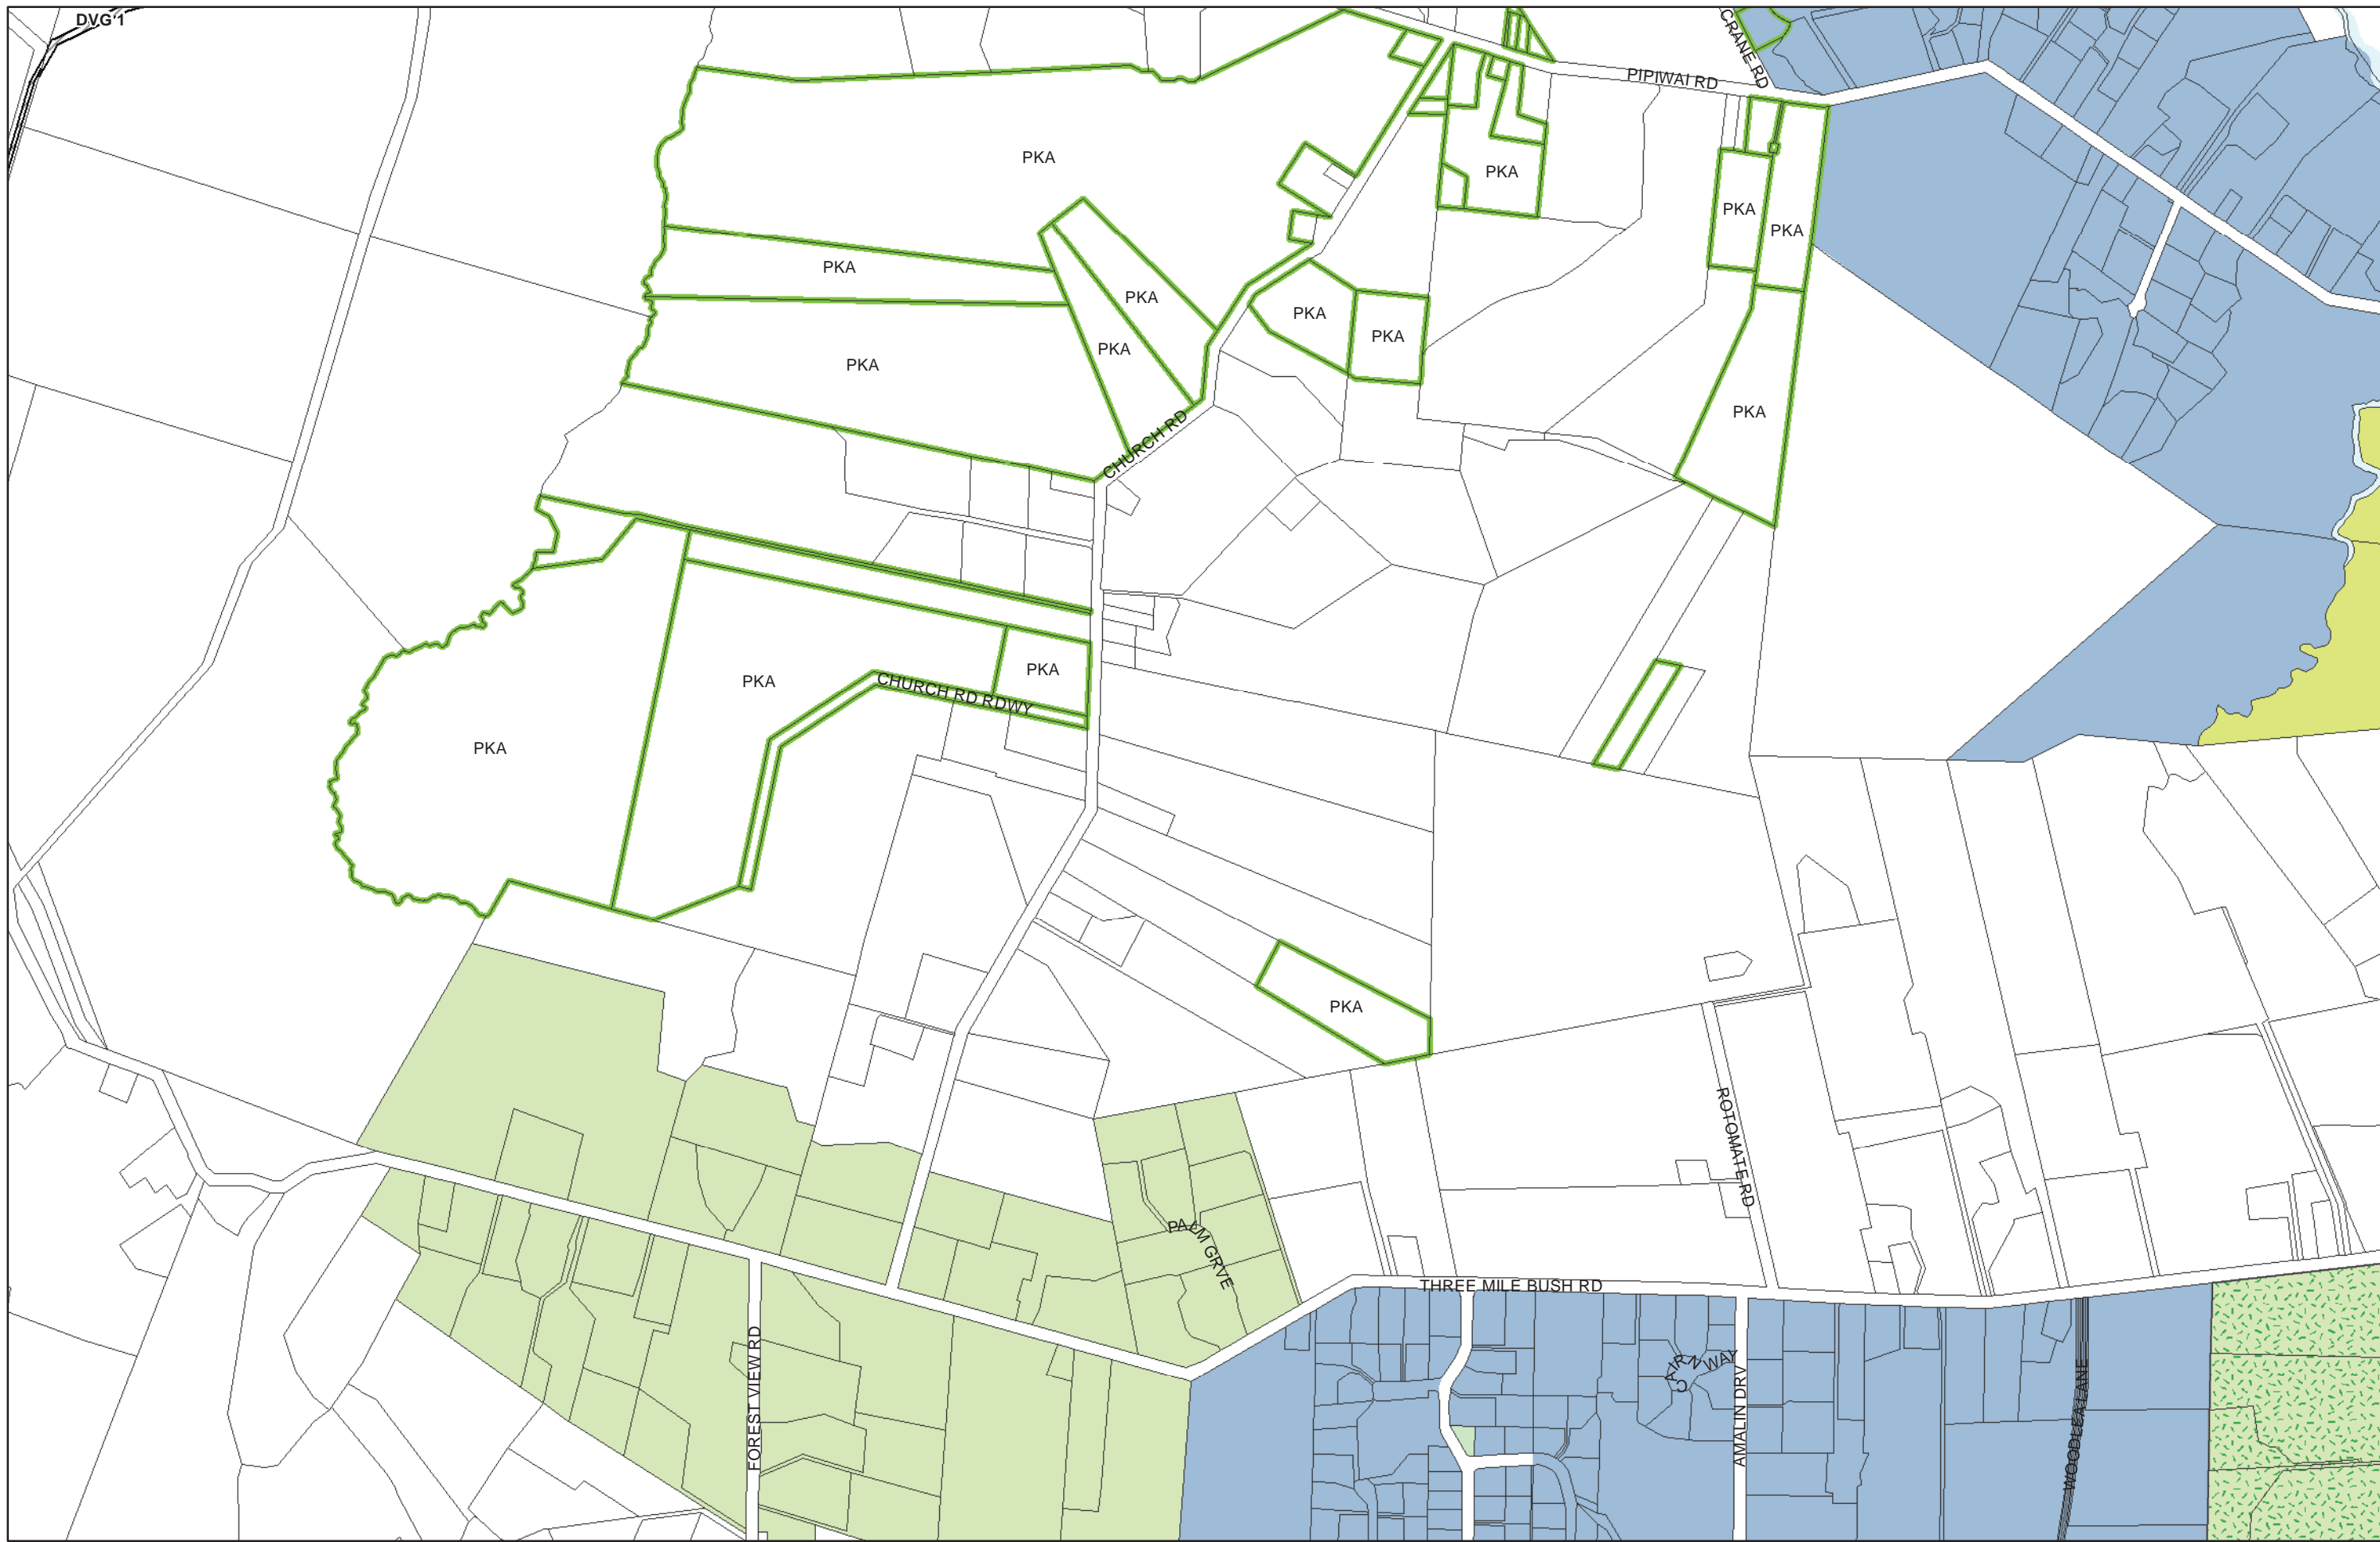 DVG 1
CRANE RD
PIPIWAI RD
PKA
PKA
PKA
PKA
PKA
PKA
PKA
PKA
PKA
PKA
PKA
PKA
PKA
CHURCH RD
PKA
PKA
CHURCH RD RDWY
PKA
PKA
ROTOMATE RD
PALM GRVE
THREE MILE BUSH RD
FOREST VIEW RD
CAIRN WAY
AMALIN DRV
WOODLEA LANE